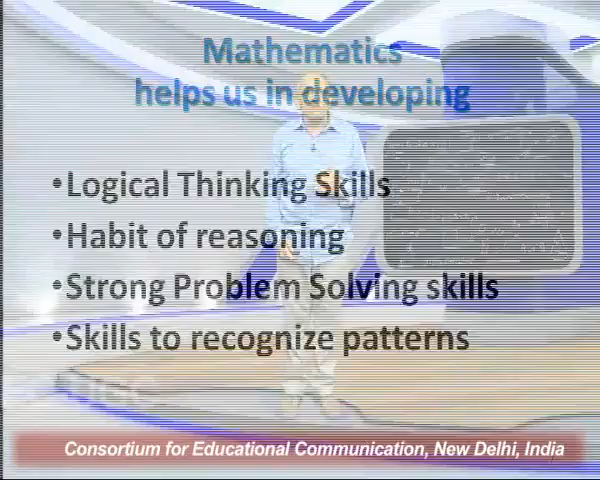 Mathematics
helps us in developing
•Logical Thinking Skills
•Habit of reasoning
•Strong Problem Solving skills
•Skills to recognize patterns
Consortium for Educational Communication, New Delhi, India